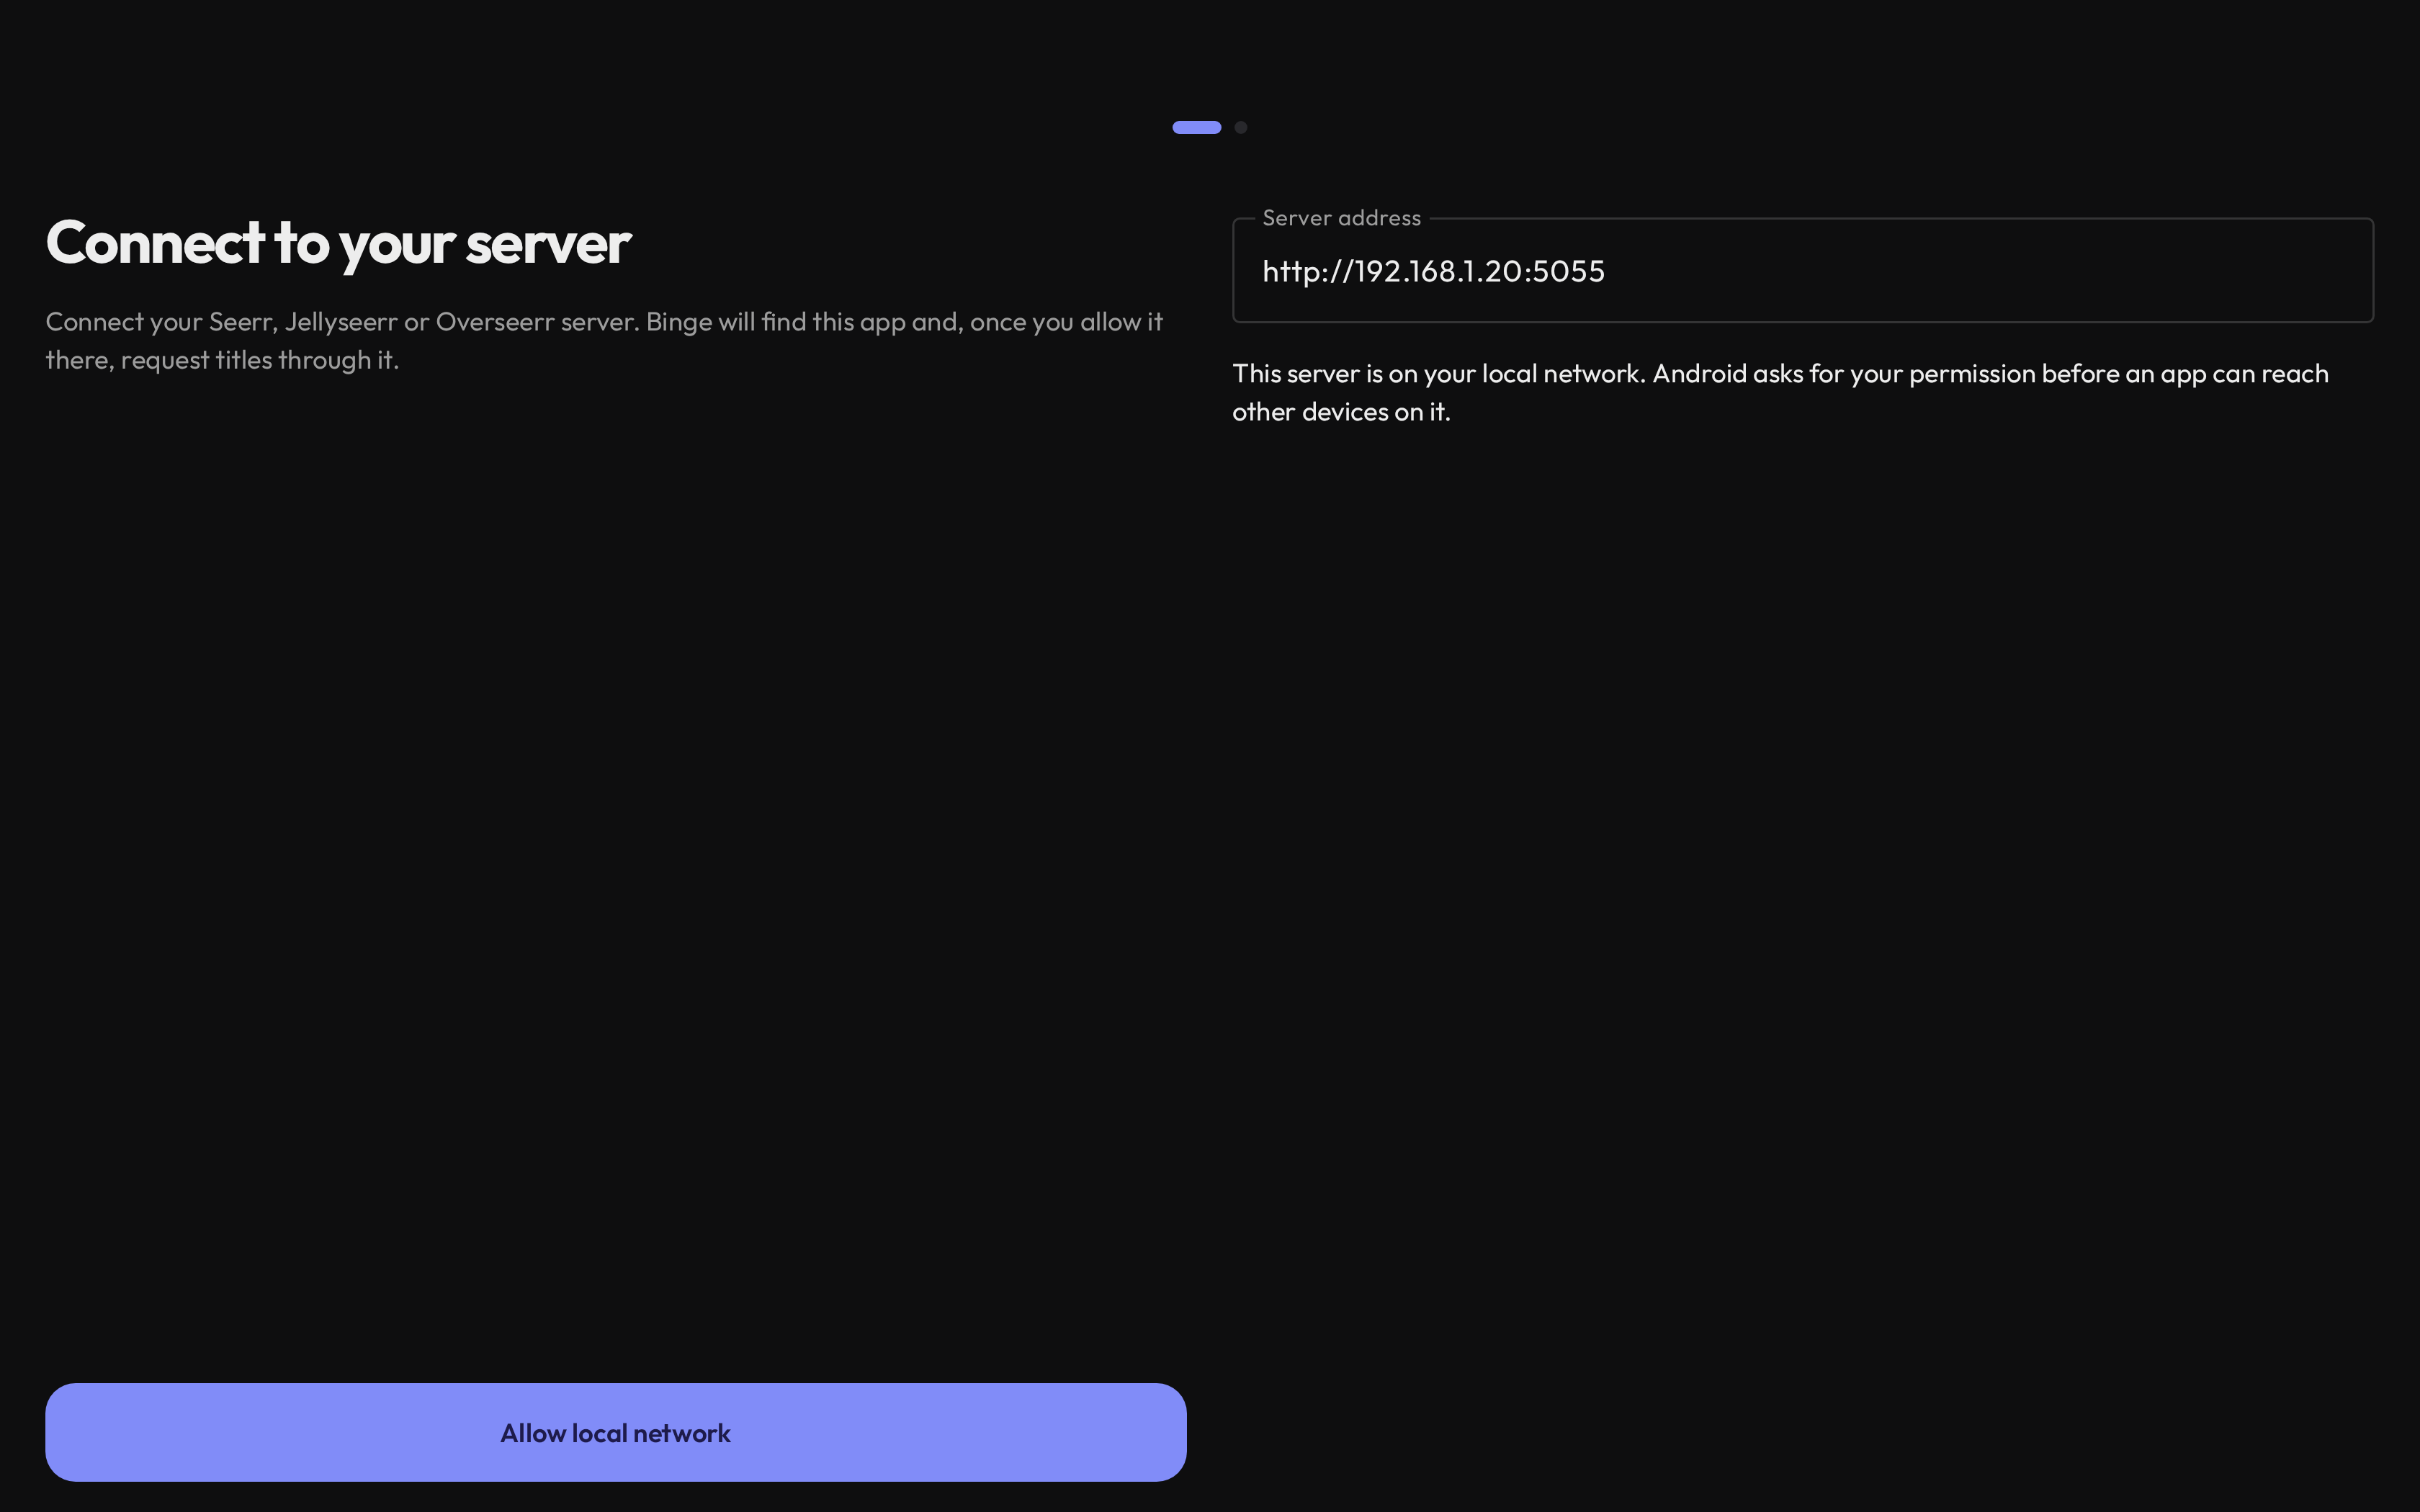 Connect to your server
Connect your Seerr, Jellyseerr or Overseerr server. Binge will find this app and, once you allow it
there, request titles through it.
Server address
http://192.168.1.20:5055
This server is on your local network. Android asks for your permission before an app can reach
other devices on it.
Allow local network